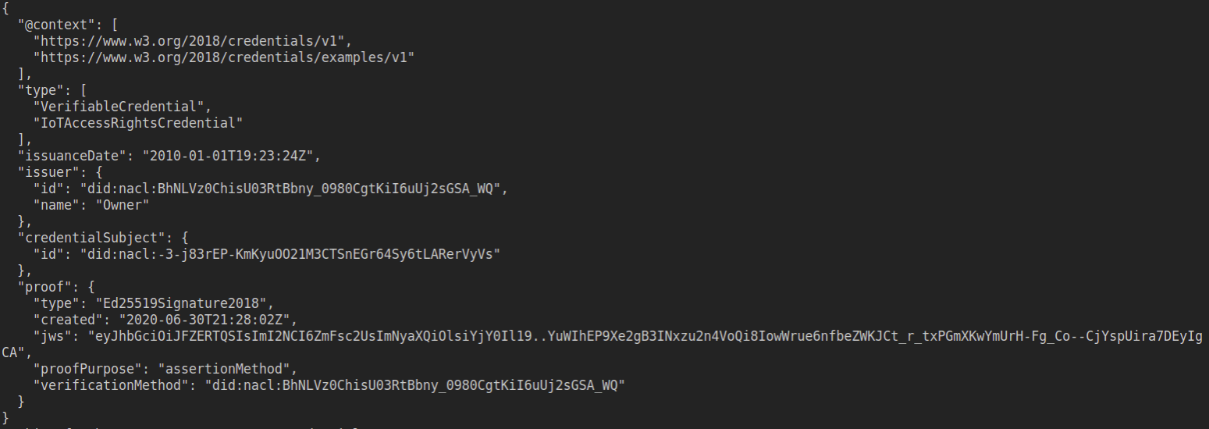 {
  "@context": [
    "https://www.w3.org/2018/credentials/v1",
    "https://www.w3.org/2018/credentials/examples/v1"
  ],
  "type": [
    "VerifiableCredential",
    "IoTAccessRightsCredential"
  ],
  "issuanceDate": "2010-01-01T19:23:24Z",
  "issuer": {
    "id": "did:nacl:BhNLVz0ChisU03RtBbny_0980CgtKiI6uUj2sGSA_WQ",
    "name": "Owner"
  },
  "credentialSubject": {
    "id": "did:nacl:-3-j83rEP-KmKyuOO21M3CTSnEGr64Sy6tLARerVyVs"
  },
  "proof": {
    "type": "Ed25519Signature2018",
    "created": "2020-06-30T21:28:02Z",
    "jws": "eyJhbGciOiJFZERTQSIsImI2NCI6ZmFsc2UsImNyaXQiOlsiYjY0Il19..YuWIhEP9Xe2gB3INxzu2n4VoQi8IowWrue6nfbeZWKJCt_r_txPGmXKwYmUrH-Fg_Co--CjYspUira7DEyIg
CA",
    "proofPurpose": "assertionMethod",
    "verificationMethod": "did:nacl:BhNLVz0ChisU03RtBbny_0980CgtKiI6uUj2sGSA_WQ"
  }
}